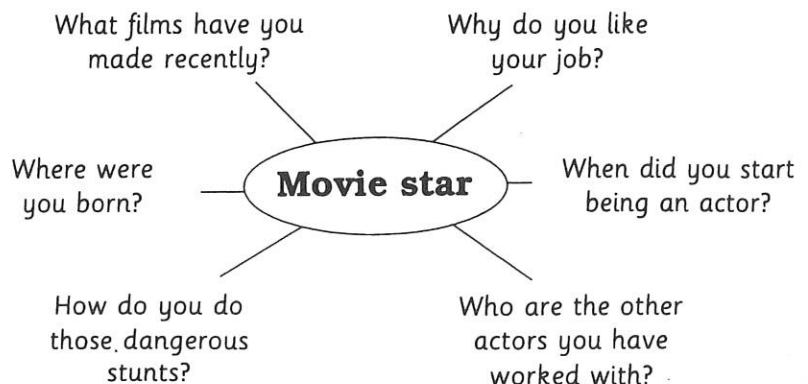 What films have you
made recently?
Why do you like
your job?
Where were
you born?
Movie star
When did you start
being an actor?
How do you do
those dangerous
stunts?
Who are the other
actors you have
worked with?